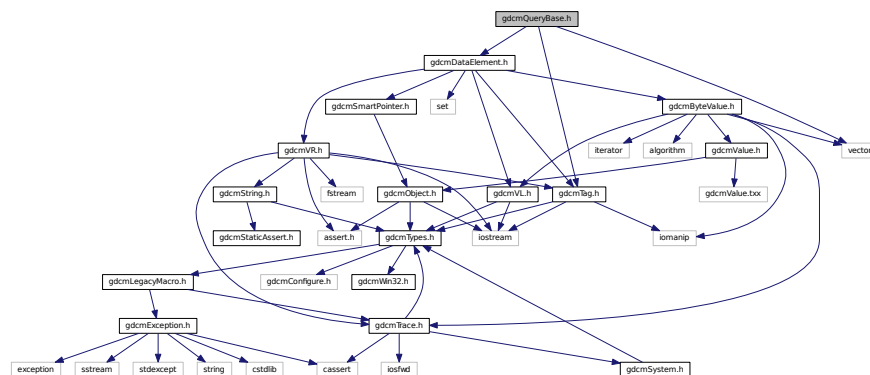 gdcmQueryBase.h
gdcmDataElement.h
gdcmSmartPointer.h
set
gdcmByteValue.h
gdcmVR.h
iterator
algorithm
gdcmValue.h
vector
gdcmString.h
fstream
gdcmObject.h
gdcmVL.h
gdcmTag.h
gdcmValue.txx
gdcmStaticAssert.h
assert.h
gdcmTypes.h
iostream
iomanip
gdcmLegacyMacro.h
gdcmConfigure.h
gdcmWin32.h
gdcmException.h
gdcmTrace.h
exception
sstream
stdexcept
string
cstdlib
cassert
iosfwd
gdcmSystem.h